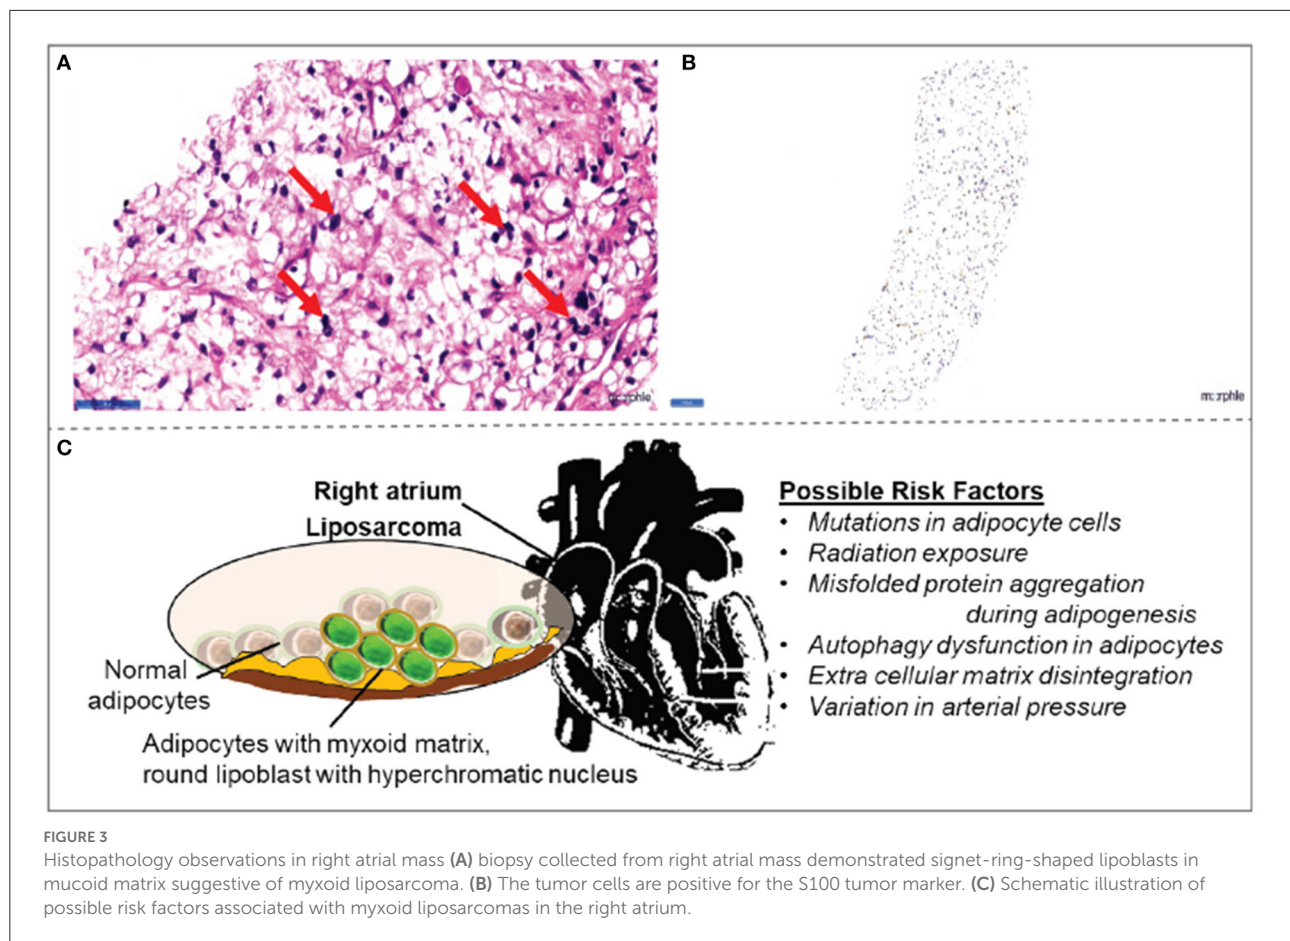 A
B
m::rphle
m::rphle
C
Right atrium
Liposarcoma
Normal
adipocytes
Adipocytes with myxoid matrix,
round lipoblast with hyperchromatic nucleus
Possible Risk Factors
• Mutations in adipocyte cells
• Radiation exposure
• Misfolded protein aggregation
during adipogenesis
• Autophagy dysfunction in adipocytes
• Extra cellular matrix disintegration
• Variation in arterial pressure
FIGURE 3
Histopathology observations in right atrial mass (A) biopsy collected from right atrial mass demonstrated signet-ring-shaped lipoblasts in
mucoid matrix suggestive of myxoid liposarcoma. (B) The tumor cells are positive for the S100 tumor marker. (C) Schematic illustration of
possible risk factors associated with myxoid liposarcomas in the right atrium.